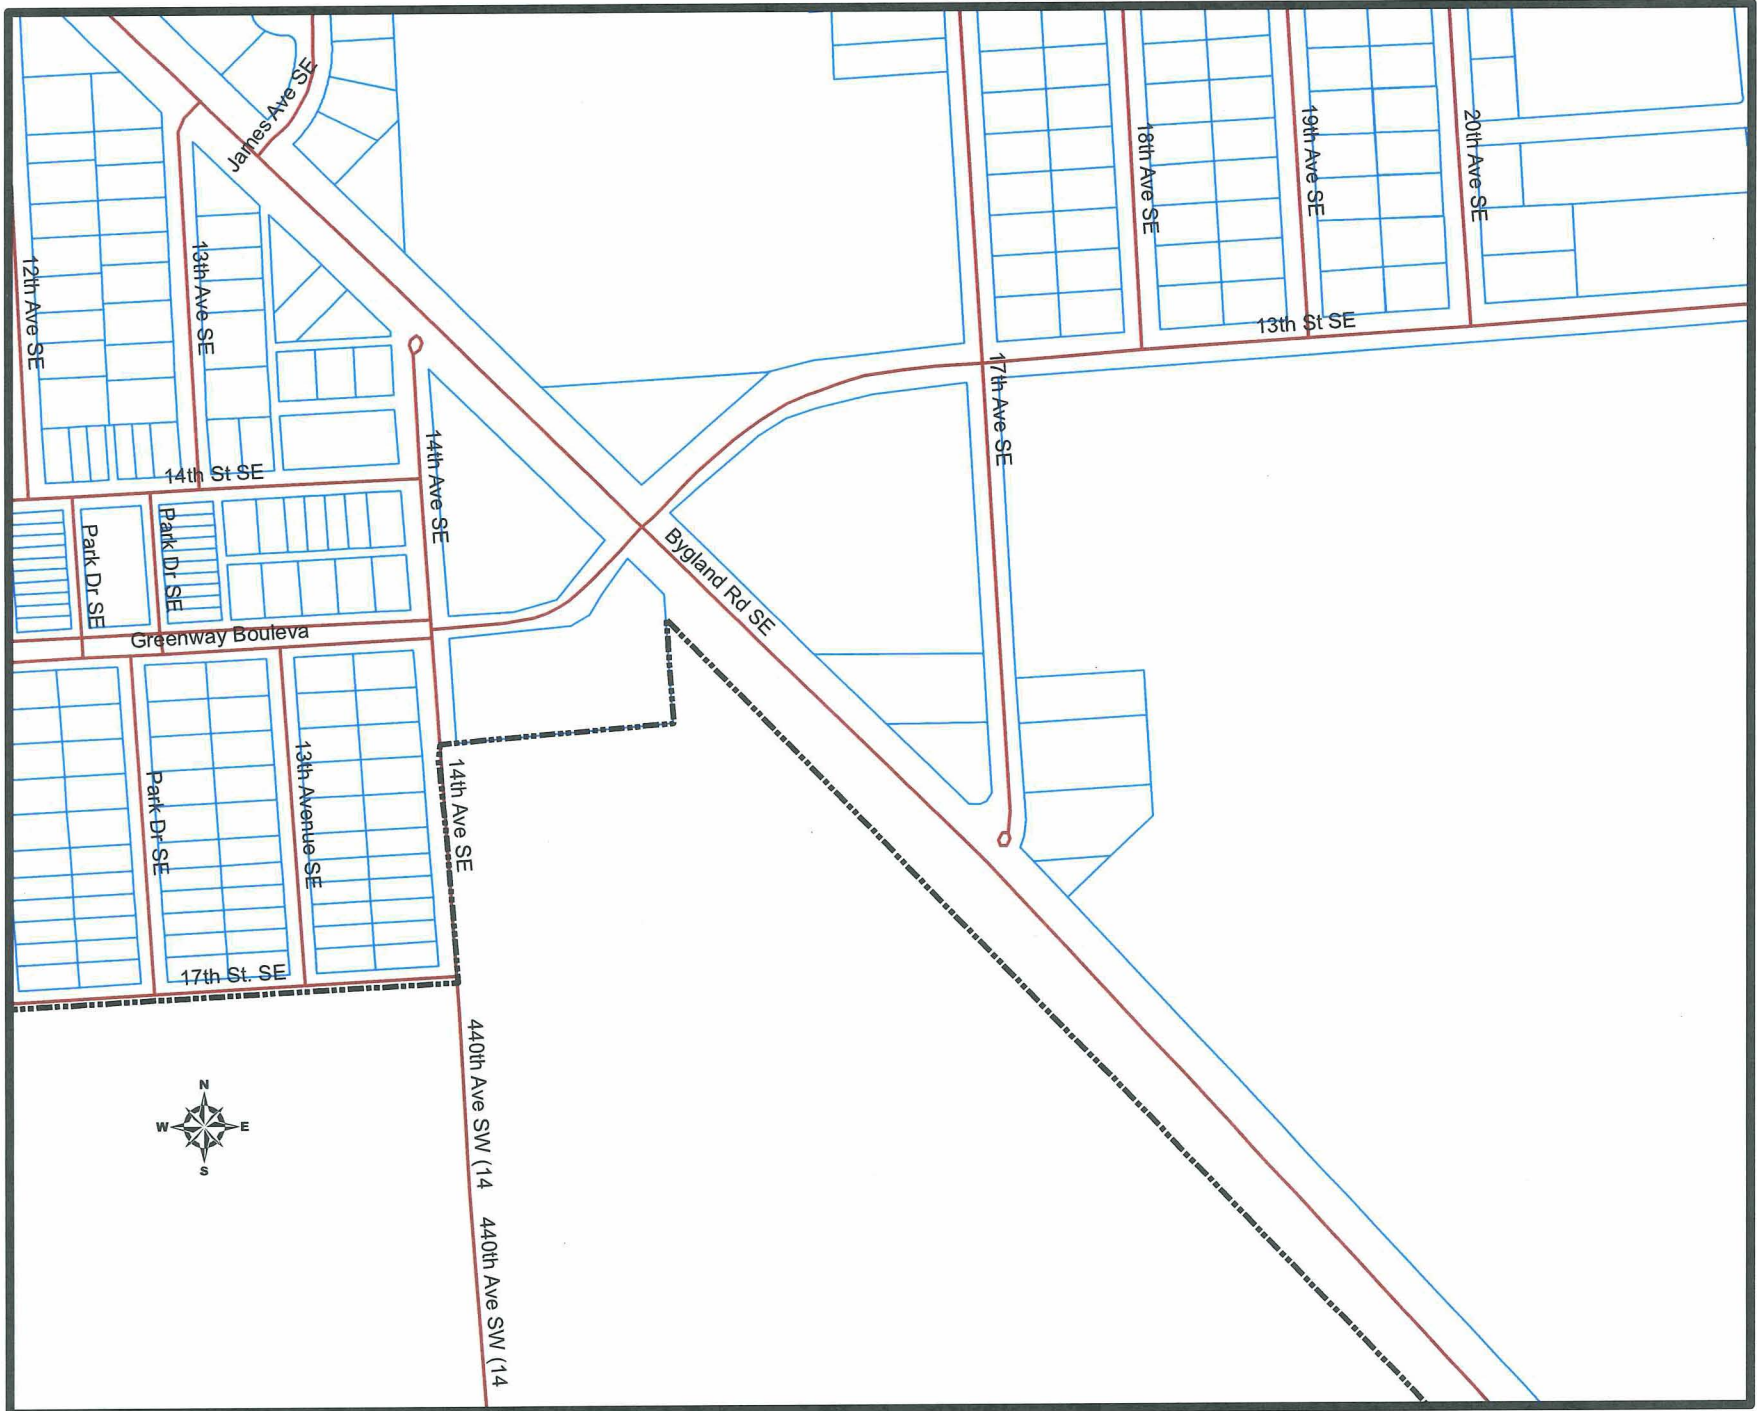 James Ave SE
12th Ave SE
13th Ave SE
18th Ave SE
19th Ave SE
20th Ave SE
13th St SE
17th Ave SE
14th Ave SE
14th St SE
Park Dr SE
Park Dr SE
Bygland Rd SE
Greenway Bouleva
Park Dr SE
13th Avenue SE
14th Ave SE
17th St. SE
440th Ave SW (14
440th Ave SW (14
N
W
E
S